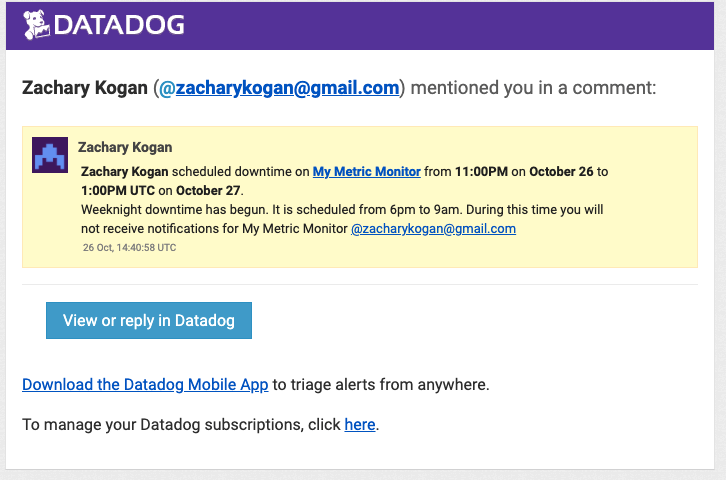 DATADOG
Zachary Kogan (@zacharykogan@gmail.com) mentioned you in a comment:
Zachary Kogan
Zachary Kogan scheduled downtime on My Metric Monitor from 11:00PM on October 26 to
1:00PM UTC on October 27.
Weeknight downtime has begun. It is scheduled from 6pm to 9am. During this time you will
not receive notifications for My Metric Monitor @zacharykogan@gmail.com
26 Oct, 14:40:58 UTC
View or reply in Datadog
Download the Datadog Mobile App to triage alerts from anywhere.
To manage your Datadog subscriptions, click here.